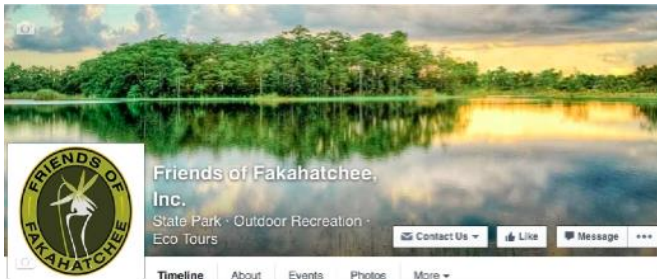 FRIENDS OF
FAKAHATCHEE
Friends of Fakahatchee,
Inc.
State Park · Outdoor Recreation ·
Eco Tours
Contact Us
Like
Message
Timeline
About
Events
Photos
More